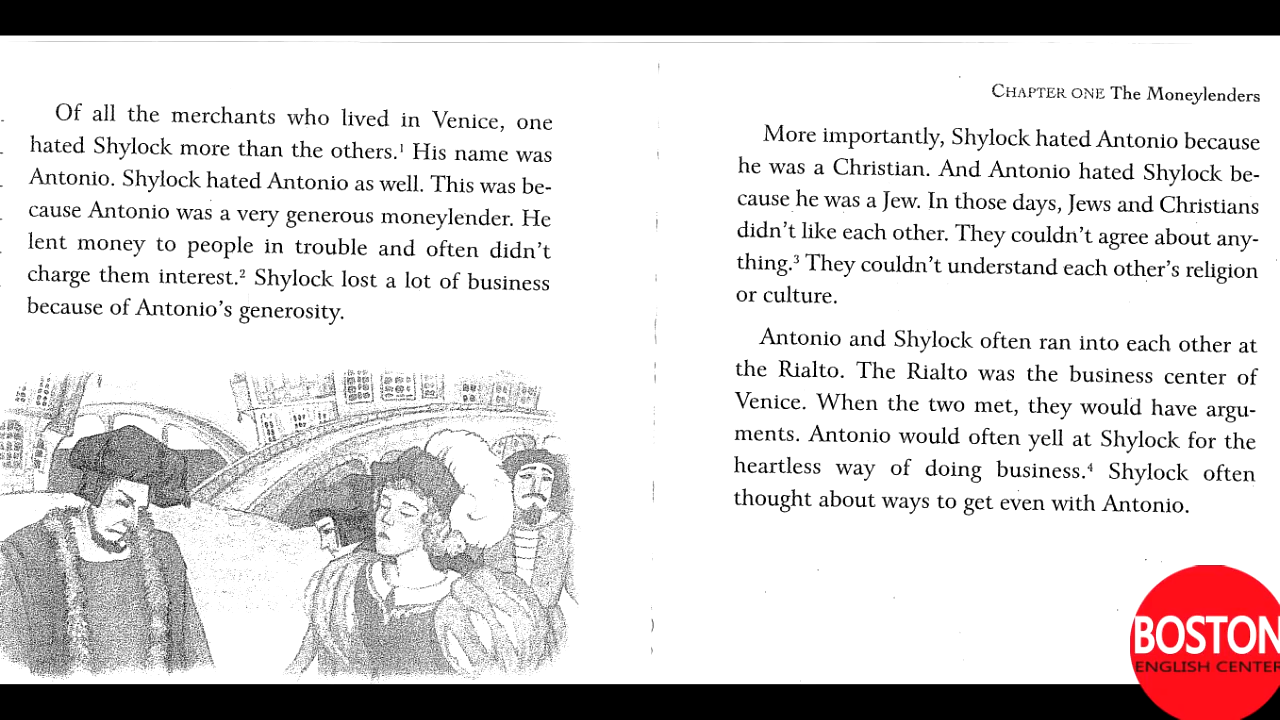 Of all the merchants who lived in Venice, one
hated Shylock more than the others.¹ His name was
Antonio. Shylock hated Antonio as well. This was be-
cause Antonio was a very generous moneylender. He
lent money to people in trouble and often didn't
charge them interest.² Shylock lost a lot of business
because of Antonio's generosity.
CHAPTER ONE The Moneylenders
More importantly, Shylock hated Antonio because
he was a Christian. And Antonio hated Shylock be-
cause he was a Jew. In those days, Jews and Christians
didn't like each other. They couldn't agree about any-
thing.³ They couldn't understand each other's religion
or culture.
Antonio and Shylock often ran into each other at
the Rialto. The Rialto was the business center of
Venice. When the two met, they would have argu-
ments. Antonio would often yell at Shylock for the
heartless way of doing business.⁴ Shylock often
thought about ways to get even with Antonio.
BOSTON
ENGLISH CENTER